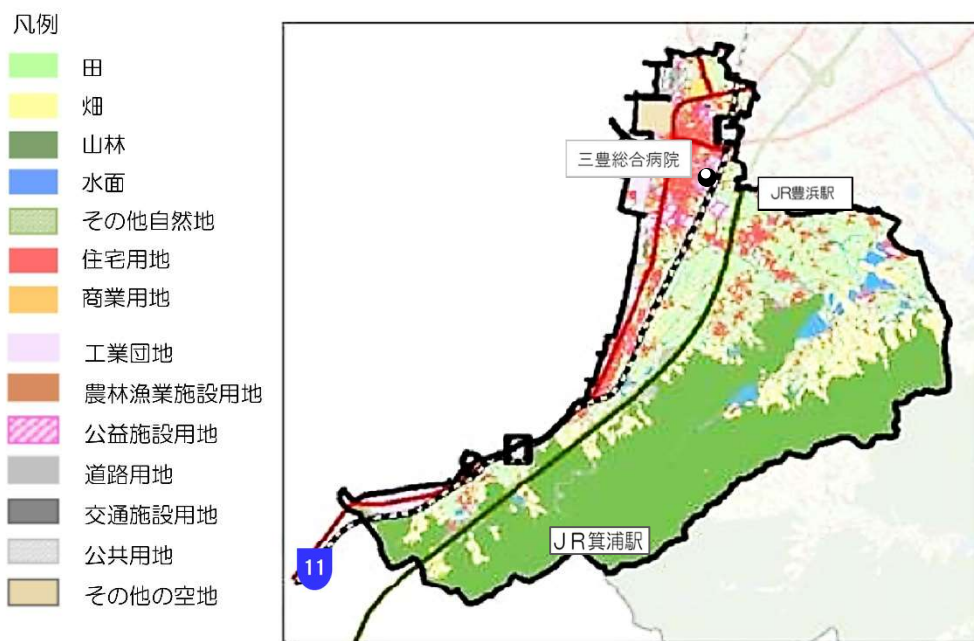 凡例
田
畑
山林
水面
その他自然地
住宅用地
商業用地
工業団地
農林漁業施設用地
公益施設用地
道路用地
交通施設用地
公共用地
その他の空地
三豊総合病院
JR豊浜駅
JR箕浦駅
11